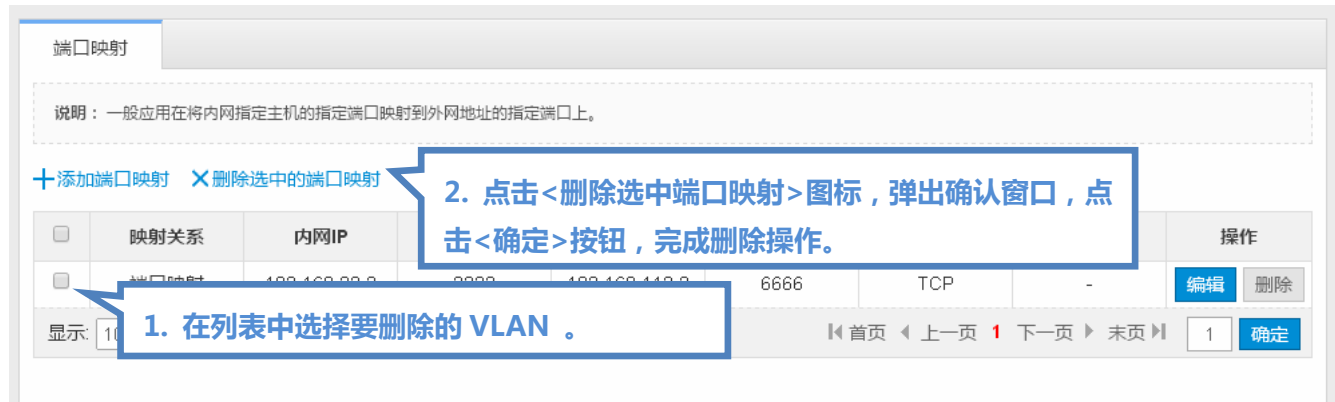 端口映射
说明：一般应用在将内网指定主机的指定端口映射到外网地址的指定端口上。
添加端口映射 删除选中的端口映射
2. 点击<删除选中端口映射>图标，弹出确认窗口，点
击<确定>按钮，完成删除操作。
映射关系 内网IP 操作
6666 TCP - 编辑 删除
1. 在列表中选择要删除的 VLAN 。
显示: 首页 上一页 1 下一页 末页 1 确定